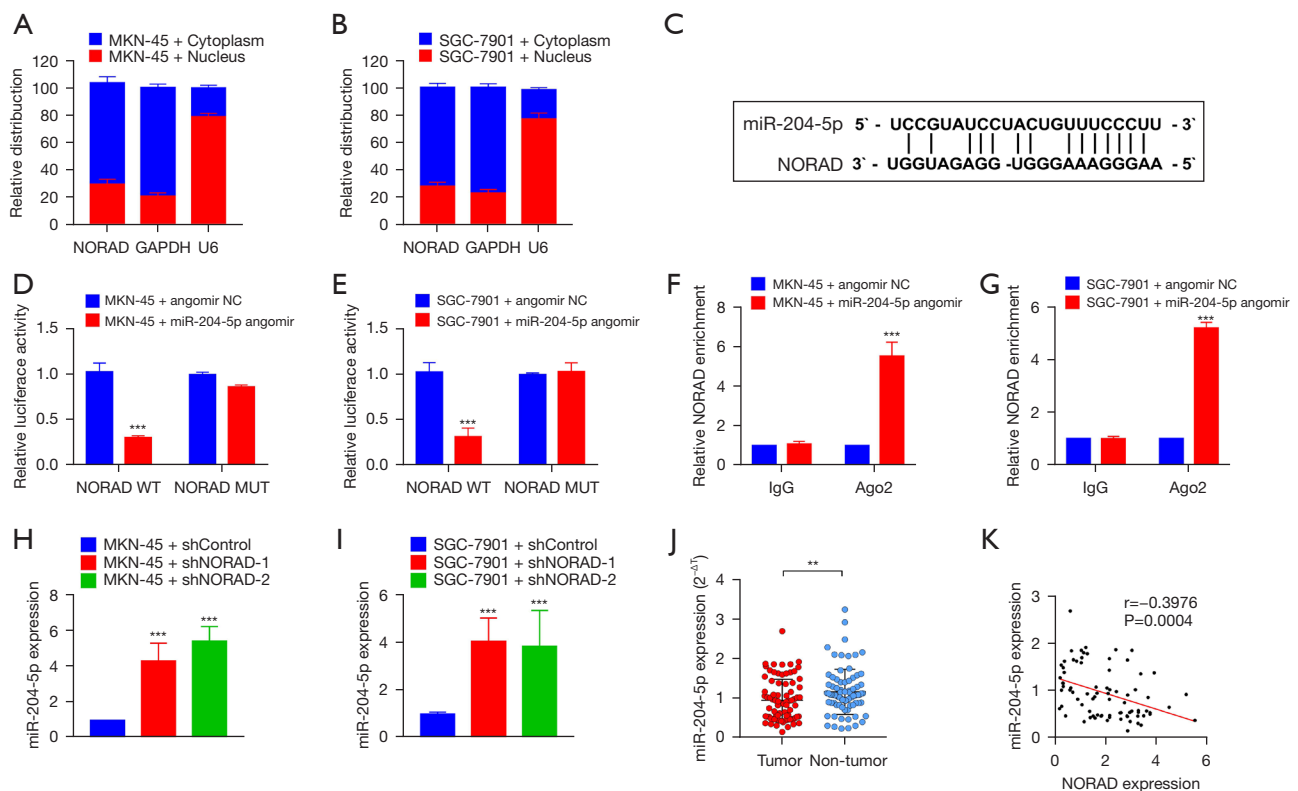 A
MKN-45 + Cytoplasm
MKN-45 + Nucleus
Relative distribuction
120
100
80
60
40
20
0
NORAD GAPDH U6
B
SGC-7901 + Cytoplasm
SGC-7901 + Nucleus
Relative distribuction
120
100
80
60
40
20
0
NORAD GAPDH U6
C
miR-204-5p 5` - UCCGUAUCCUACUGUUUCCCUU - 3`
NORAD 3` - UGGUAGAGG -UGGGAAAGGGAA - 5`
D
MKN-45 + angomir NC
MKN-45 + miR-204-5p angomir
Relative luciferace activity
1.5
1.0
0.5
0.0
***
NORAD WT NORAD MUT
E
SGC-7901 + angomir NC
SGC-7901 + miR-204-5p angomir
Relative luciferace activity
1.5
1.0
0.5
0.0
***
NORAD WT NORAD MUT
F
MKN-45 + angomir NC
MKN-45 + miR-204-5p angomir
Relative NORAD enrichment
8
6
4
2
0
***
IgG Ago2
G
SGC-7901 + angomir NC
SGC-7901 + miR-204-5p angomir
Relative NORAD enrichment
6
4
2
0
***
IgG Ago2
H
MKN-45 + shControl
MKN-45 + shNORAD-1
MKN-45 + shNORAD-2
miR-204-5p expression
8
6
4
2
0
***
***
I
SGC-7901 + shControl
SGC-7901 + shNORAD-1
SGC-7901 + shNORAD-2
miR-204-5p expression
6
4
2
0
***
***
J
miR-204-5p expression (2⁻ΔT)
4
3
2
1
0
**
Tumor Non-tumor
K
miR-204-5p expression
3
2
1
0
r=−0.3976
P=0.0004
0 2 4 6
NORAD expression